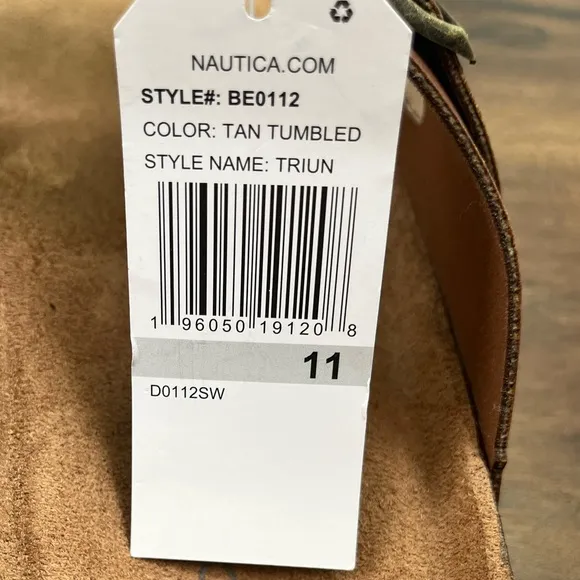 NAUTICA.COM
STYLE#: BE0112
COLOR: TAN TUMBLED
STYLE NAME: TRIUN
1 96050 19120 8
11
D0112SW